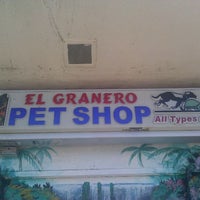 EL GRANERO
PET SHOP
All Types